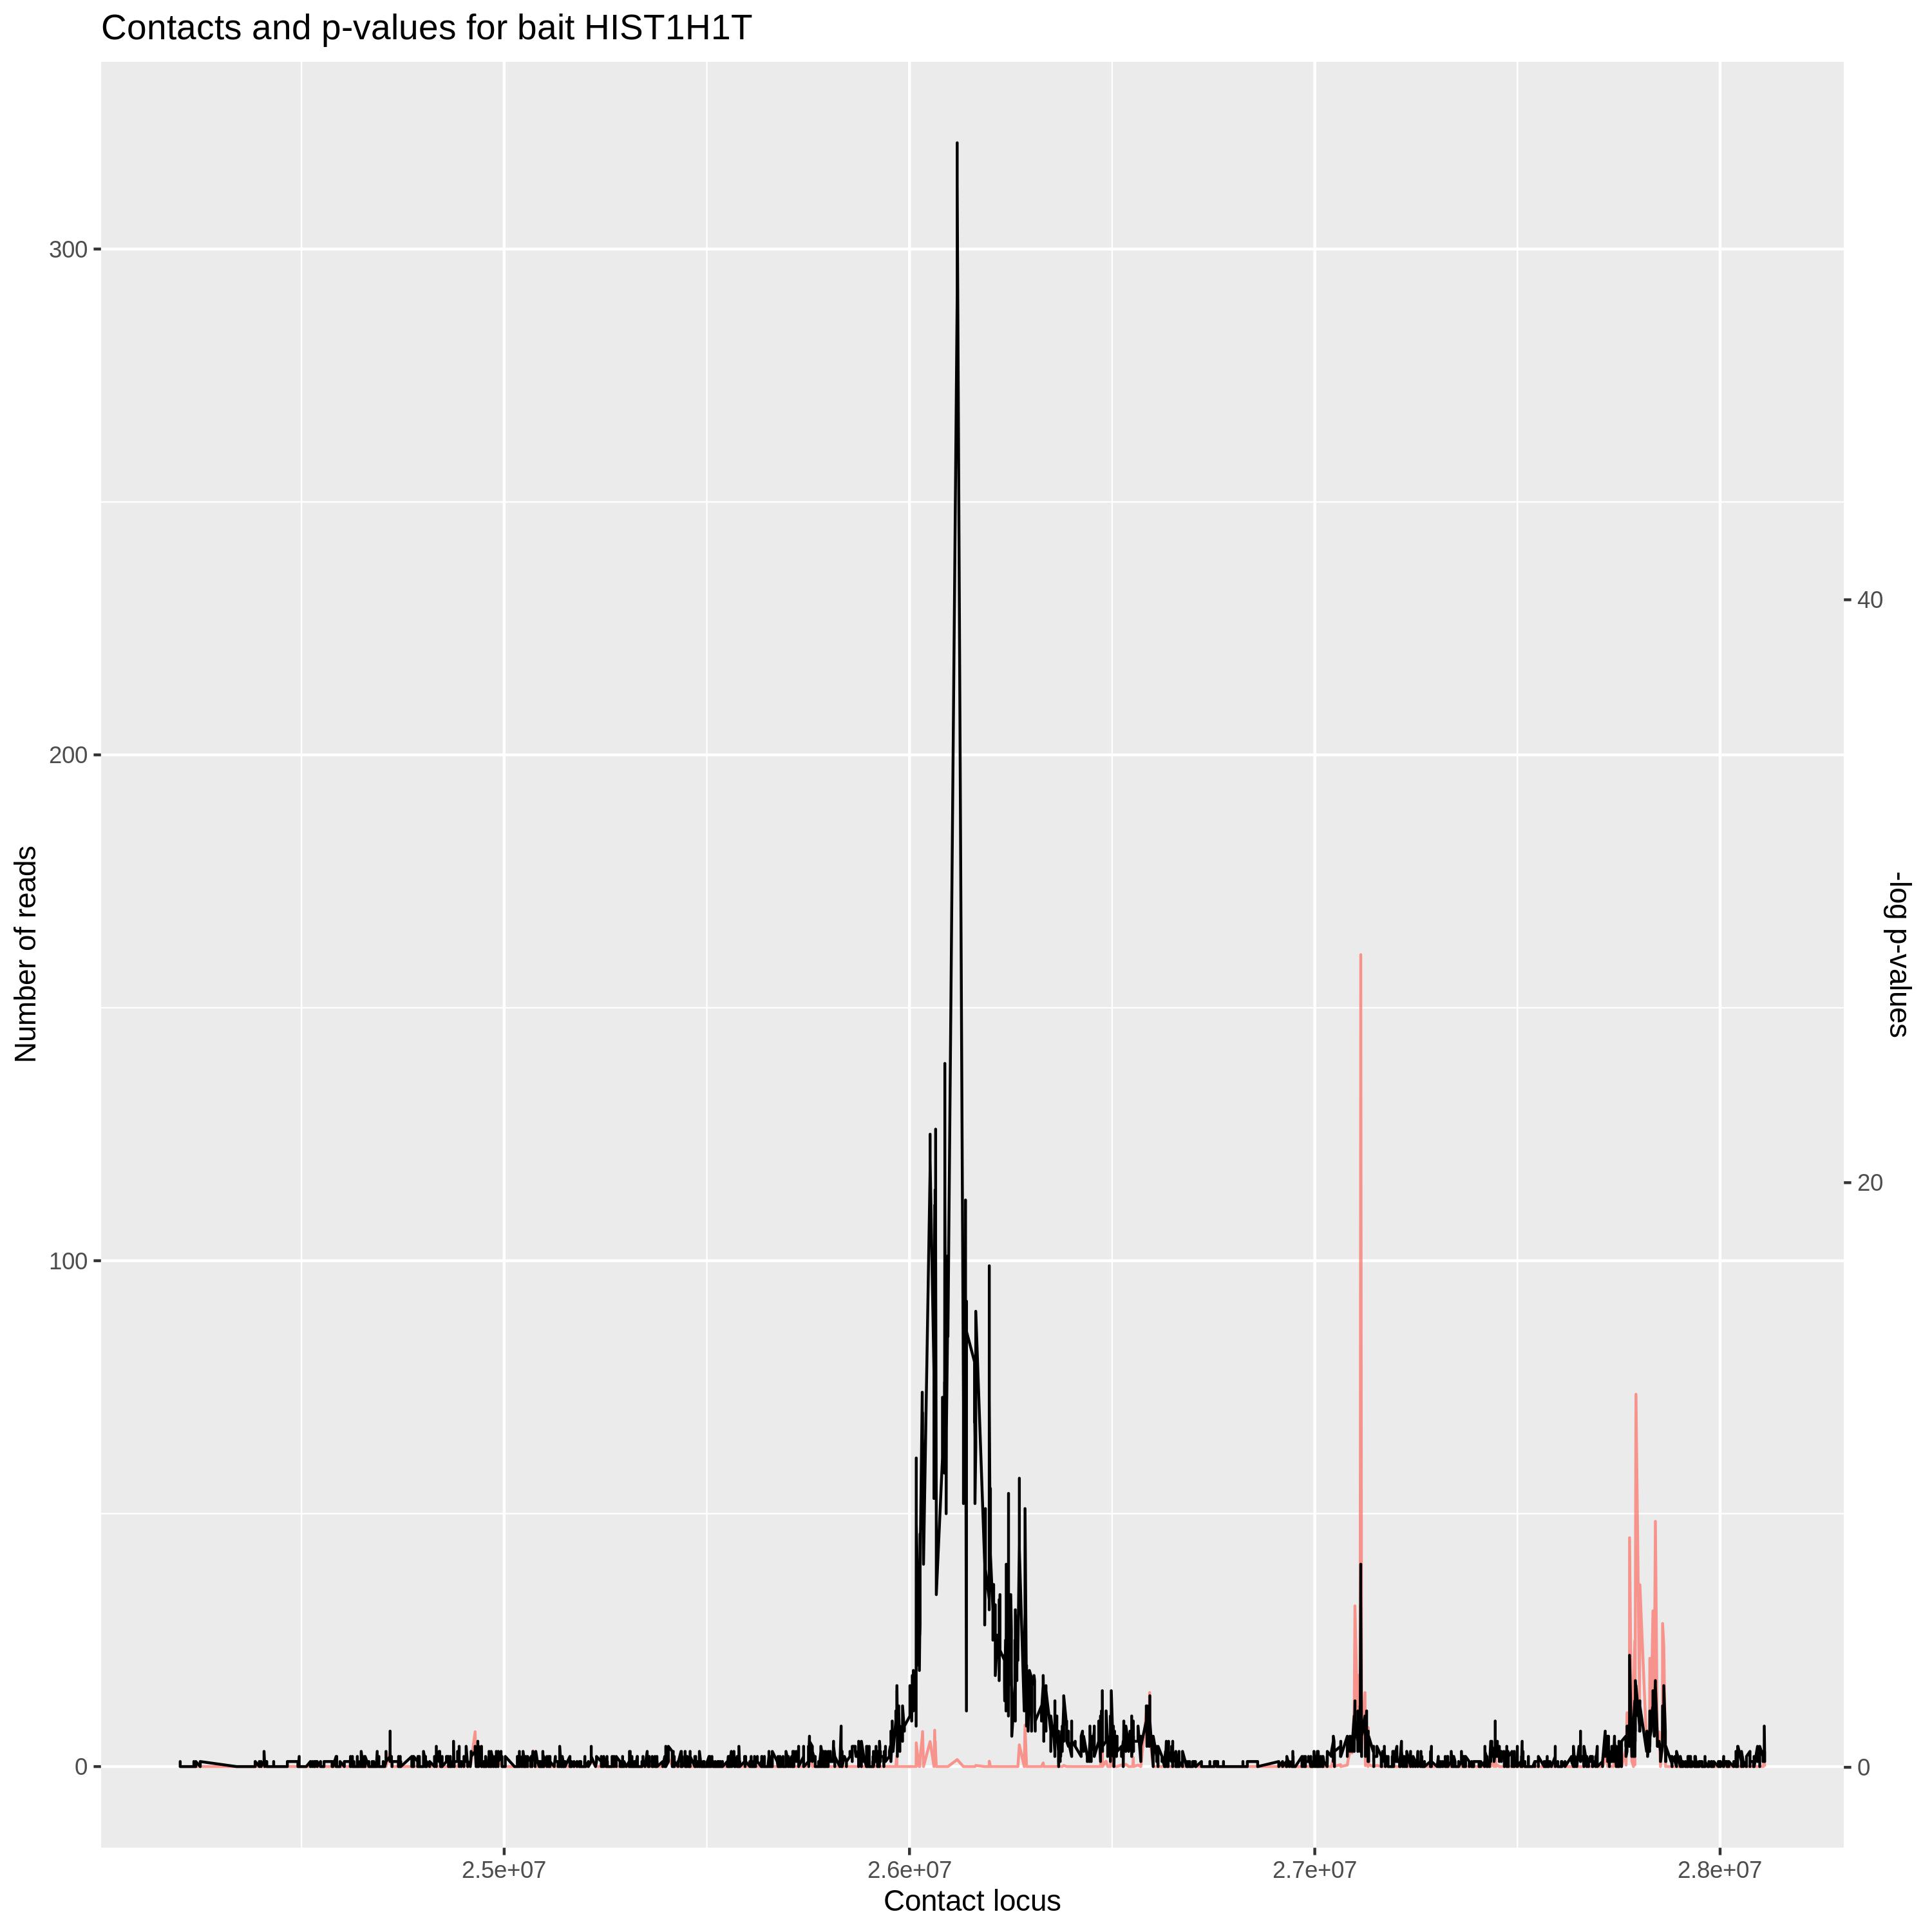 Contacts and p-values for bait HIST1H1T
Number of reads
300
200
100
0
40
20
0
-log p-values
2.5e+07
2.6e+07
2.7e+07
2.8e+07
Contact locus